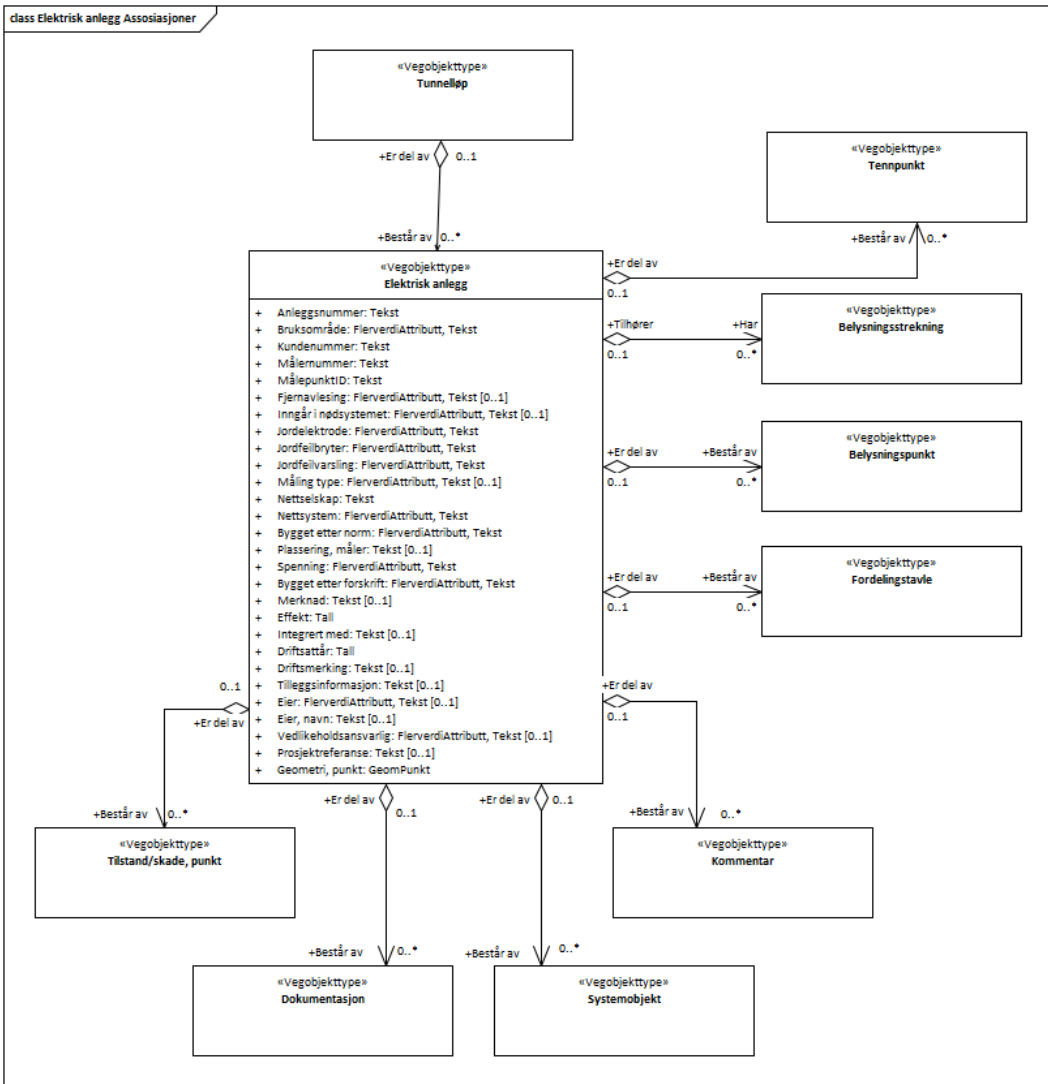 class Elektrisk anlegg Assosiasjoner
«Vegobjekttype»
Tunnelløp
+Er del av
0..1
+Består av
0..*
«Vegobjekttype»
Tennpunkt
+Består av
0..*
«Vegobjekttype»
Elektrisk anlegg
+ Anleggsnummer: Tekst
+ Bruksområde: FlerverdiAttributt, Tekst
+ Kundenummer: Tekst
+ Målernummer: Tekst
+ MålepunktID: Tekst
+ Fjernavlesing: FlerverdiAttributt, Tekst [0..1]
+ Inngår i nødsystemet: FlerverdiAttributt, Tekst [0..1]
+ Jordelektrode: FlerverdiAttributt, Tekst
+ Jordfeilbryter: FlerverdiAttributt, Tekst
+ Jordfeilvarsling: FlerverdiAttributt, Tekst
+ Måling type: FlerverdiAttributt, Tekst [0..1]
+ Nettselskap: Tekst
+ Nettsystem: FlerverdiAttributt, Tekst
+ Bygget etter norm: FlerverdiAttributt, Tekst
+ Plassering, måler: Tekst [0..1]
+ Spenning: FlerverdiAttributt, Tekst
+ Bygget etter forskrift: FlerverdiAttributt, Tekst
+ Merknad: Tekst [0..1]
+ Effekt: Tall
+ Integrert med: Tekst [0..1]
+ Driftsattår: Tall
+ Driftsmerking: Tekst [0..1]
+ Tilleggsinformasjon: Tekst [0..1]
+ Eier: FlerverdiAttributt, Tekst [0..1]
+ Eier, navn: Tekst [0..1]
+ Vedlikeholdsansvarlig: FlerverdiAttributt, Tekst [0..1]
+ Prosjektreferanse: Tekst [0..1]
+ Geometri, punkt: GeomPunkt
+Er del av
0..1
+Tilhører
0..1
+Har
0..*
«Vegobjekttype»
Belysningsstrekning
+Er del av
0..1
+Består av
0..*
«Vegobjekttype»
Belysningspunkt
+Er del av
0..1
+Består av
0..*
«Vegobjekttype»
Fordelingstavle
+Er del av
0..1
+Består av
0..*
«Vegobjekttype»
Kommentar
0..1
+Er del av
+Består av
0..*
«Vegobjekttype»
Tilstand/skade, punkt
+Er del av
0..1
+Består av
0..*
«Vegobjekttype»
Dokumentasjon
+Er del av
0..1
+Består av
0..*
«Vegobjekttype»
Systemobjekt